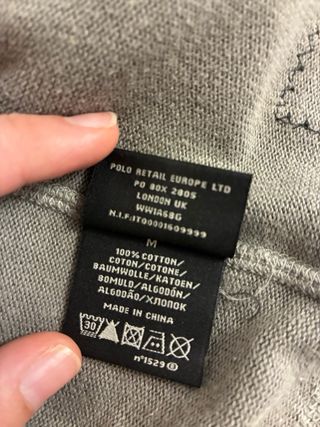 POLO RETAIL EUROPE LTD
PO BOX 2805
LONDON UK
WWIA68G
N.I.F:IT00001609999
M
100% COTTON
COTON/COTONE/
BAUMWOLLE/KATOEN/
BOMULD/ALGODÓN/
ALGODÃO/ХЛОПОК
MADE IN CHINA
30
n°1529